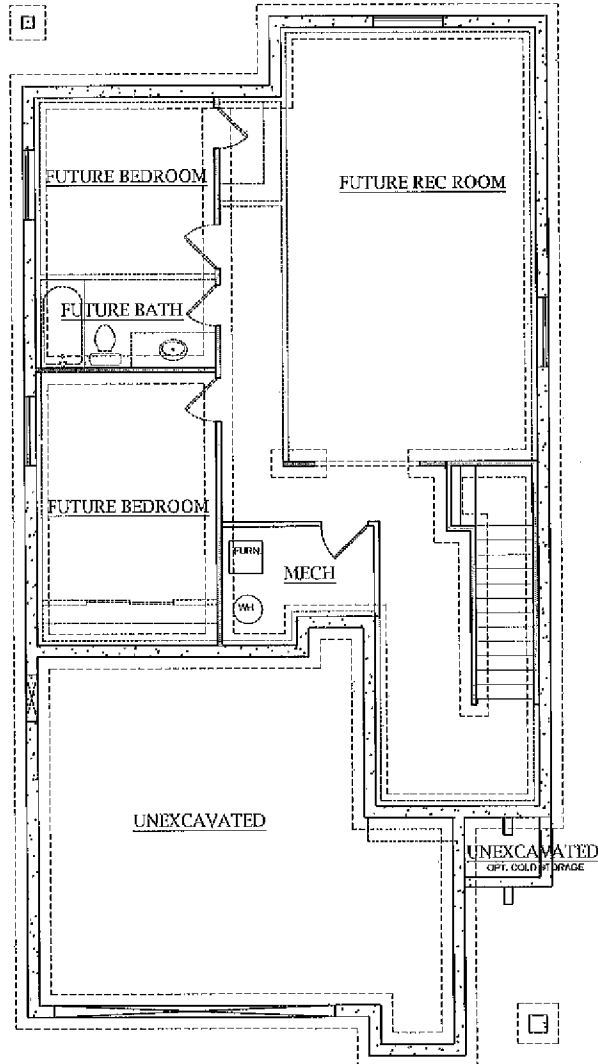 FUTURE BEDROOM
FUTURE REC ROOM
FUTURE BATH
FUTURE BEDROOM
FURN
MECH
WH
UNEXCAVATED
UNEXCAVATED
OPT. COLD STORAGE